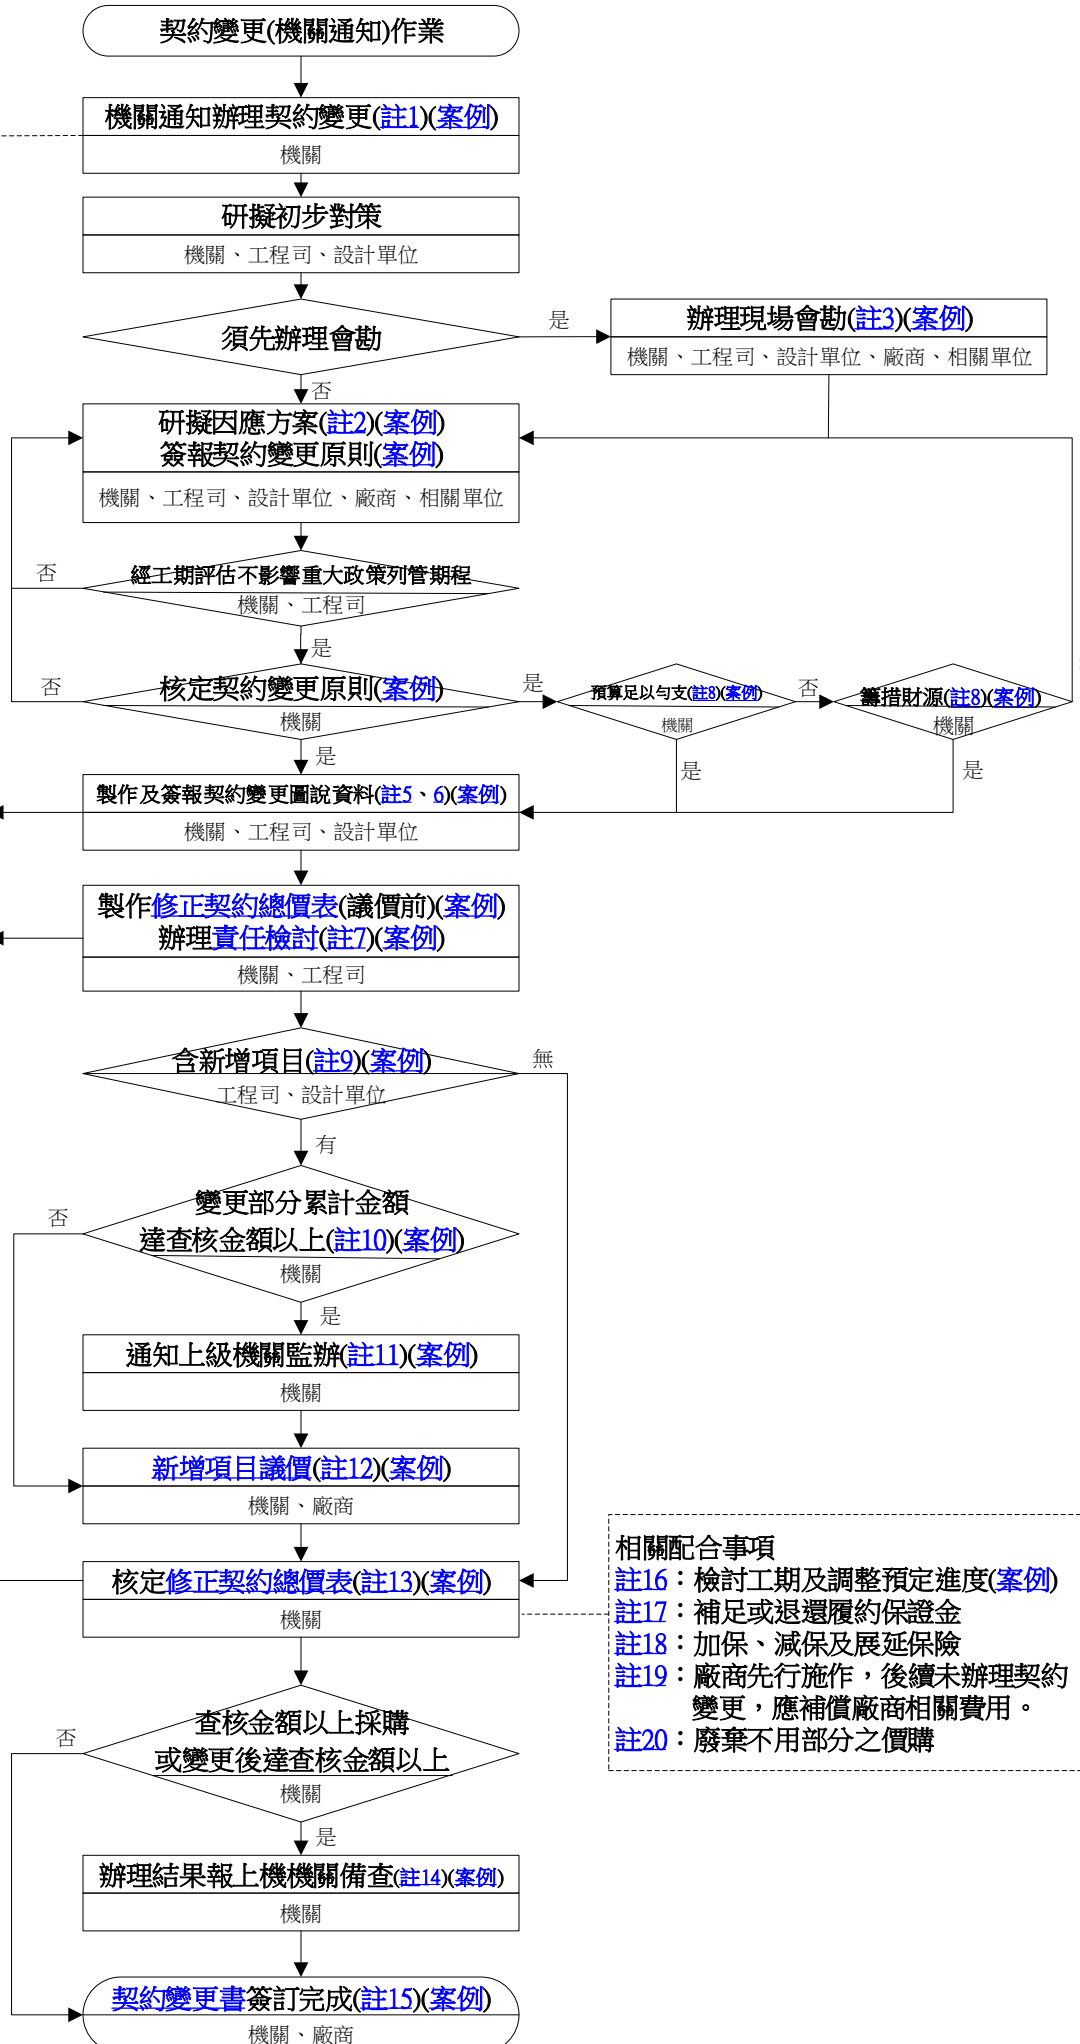 契約變更(機關通知)作業
機關通知辦理契約變更(註1)(案例)
機關
研擬初步對策
機關、工程司、設計單位
須先辦理會勘
是
辦理現場會勘(註3)(案例)
機關、工程司、設計單位、廠商、相關單位
否
研擬因應方案(註2)(案例)
簽報契約變更原則(案例)
機關、工程司、設計單位、廠商、相關單位
否
經工期評估不影響重大政策列管期程
機關、工程司
是
否
核定契約變更原則(案例)
機關
是
預算足以勻支(註8)(案例)
機關
否
籌措財源(註8)(案例)
機關
是
是
是
製作及簽報契約變更圖說資料(註5、6)(案例)
機關、工程司、設計單位
製作修正契約總價表(議價前)(案例)
辦理責任檢討(註7)(案例)
機關、工程司
含新增項目(註9)(案例)
工程司、設計單位
無
有
變更部分累計金額
達查核金額以上(註10)(案例)
機關
否
是
通知上級機關監辦(註11)(案例)
機關
新增項目議價(註12)(案例)
機關、廠商
核定修正契約總價表(註13)(案例)
機關
相關配合事項
註16：檢討工期及調整預定進度(案例)
註17：補足或退還履約保證金
註18：加保、減保及展延保險
註19：廠商先行施作，後續未辦理契約
變更，應補償廠商相關費用。
註20：廢棄不用部分之價購
查核金額以上採購
或變更後達查核金額以上
機關
否
是
辦理結果報上機機關備查(註14)(案例)
機關
契約變更書簽訂完成(註15)(案例)
機關、廠商